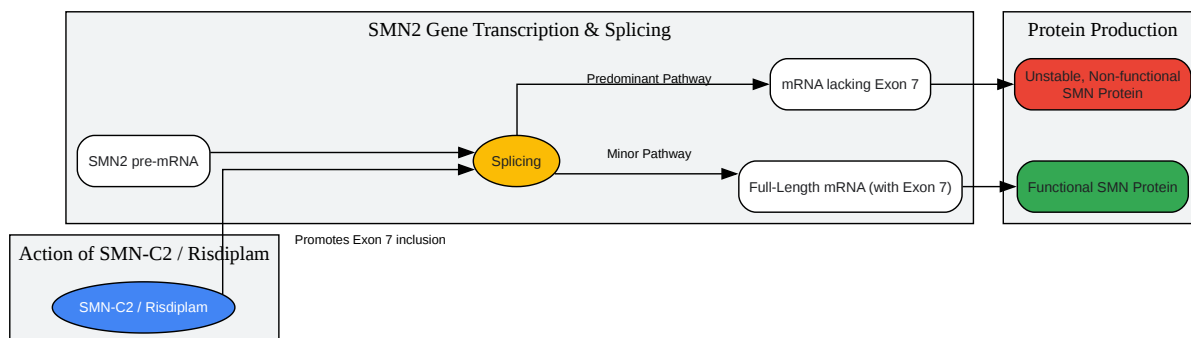 SMN2 Gene Transcription & Splicing
Protein Production
Predominant Pathway
mRNA lacking Exon 7
Unstable, Non-functional
SMN Protein
SMN2 pre-mRNA
Splicing
Minor Pathway
Full-Length mRNA (with Exon 7)
Functional SMN Protein
Promotes Exon 7 inclusion
Action of SMN-C2 / Risdiplam
SMN-C2 / Risdiplam